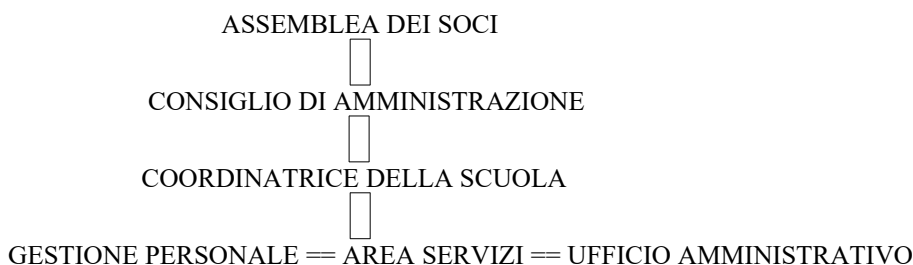 ASSEMBLEA DEI SOCI
CONSIGLIO DI AMMINISTRAZIONE
COORDINATRICE DELLA SCUOLA
GESTIONE PERSONALE == AREA SERVIZI == UFFICIO AMMINISTRATIVO